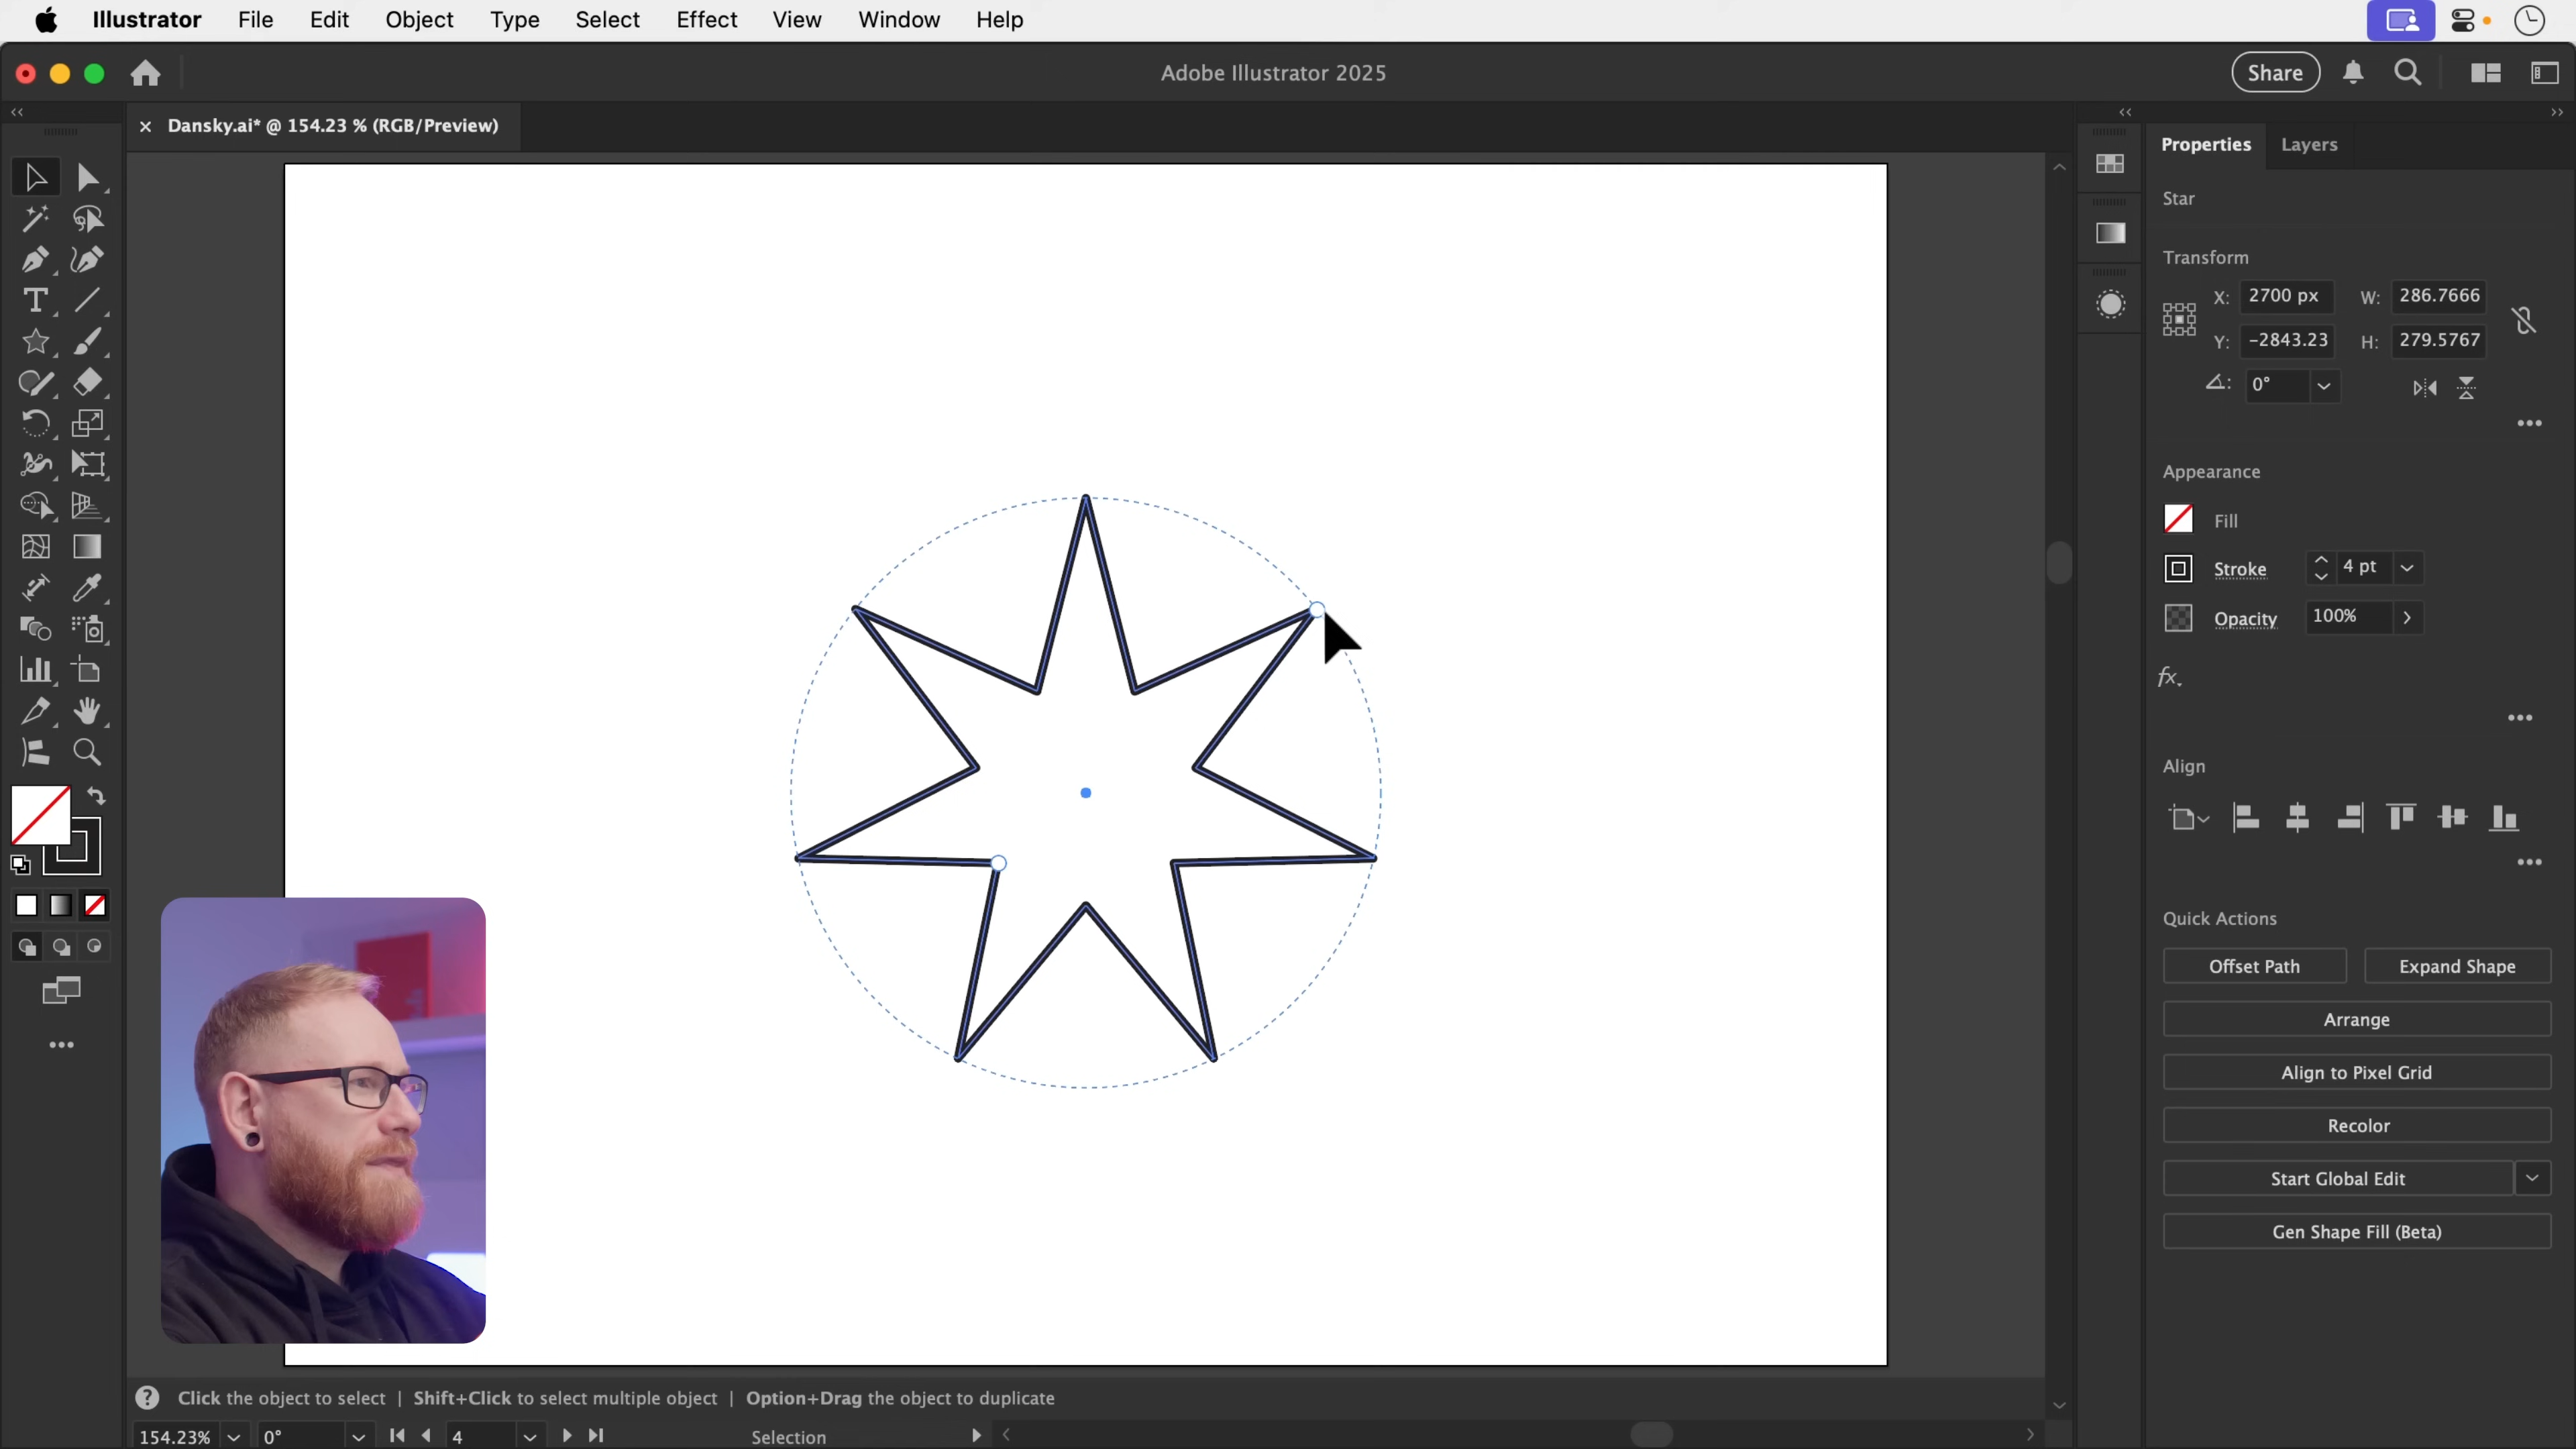 Illustrator File Edit Object Type Select Effect View Window Help
Adobe Illustrator 2025
Share
× Dansky.ai* @ 154.23 % (RGB/Preview)
Properties Layers
Star
Transform
X: 2700 px W: 286.7666
Y: -2843.23 H: 279.5767
0°
Appearance
Fill
Stroke 4 pt
Opacity 100%
fx.
Align
Quick Actions
Offset Path Expand Shape
Arrange
Align to Pixel Grid
Recolor
Start Global Edit
Gen Shape Fill (Beta)
Click the object to select | Shift+Click to select multiple object | Option+Drag the object to duplicate
154.23% 0° 4 Selection